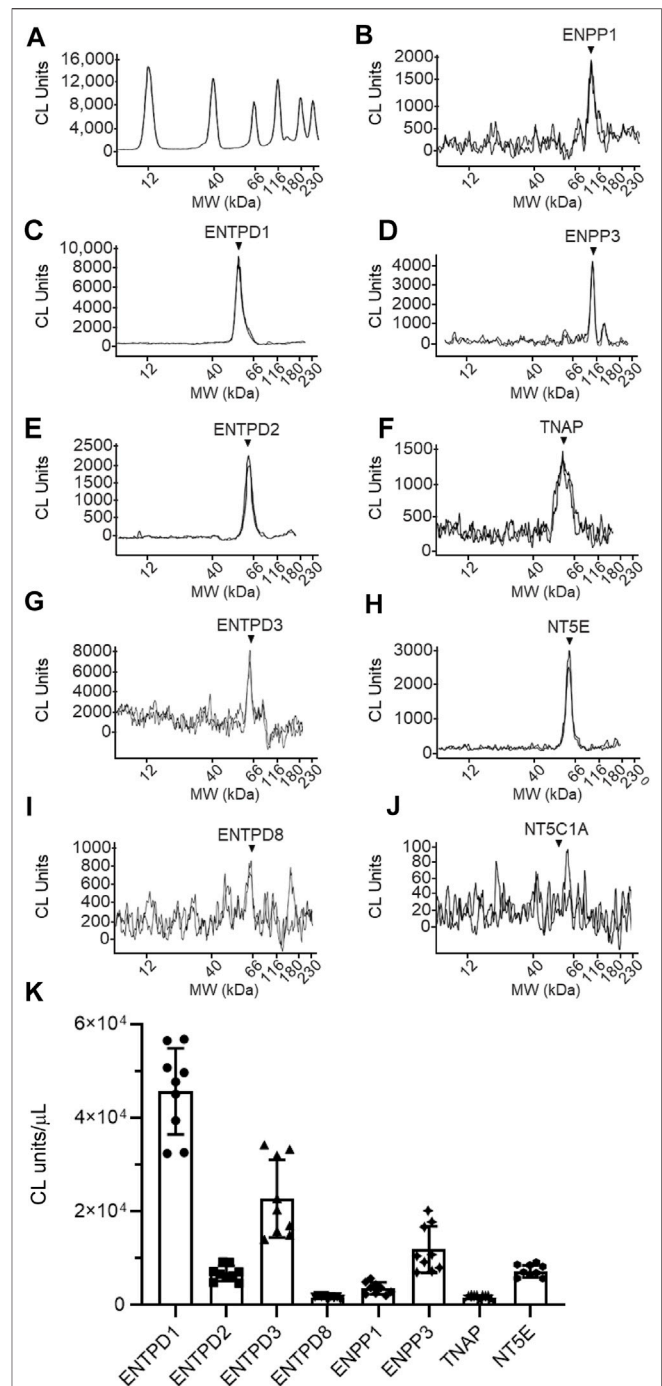 A
CL Units
16,000
12,000
8,000
4,000
0
12 40 66 116 180 230
MW (kDa)
B
ENPP1
CL Units
2000
1500
1000
500
0
12 40 66 116 180 230
MW (kDa)
C
ENTPD1
CL Units
10,000
8000
6000
4000
2000
0
12 40 66 116 180 230
MW (kDa)
D
ENPP3
CL Units
4000
3000
2000
1000
0
12 40 66 116 180 230
MW (kDa)
E
ENTPD2
CL Units
2500
2000
1500
1000
500
0
12 40 66 116 180 230
MW (kDa)
F
TNAP
CL Units
1500
1000
500
0
12 40 66 116 180 230
MW (kDa)
G
ENTPD3
CL Units
8000
6000
4000
2000
0
12 40 66 116 180 230
MW (kDa)
H
NT5E
CL Units
3000
2000
1000
0
12 40 66 116 180 230 0
MW (kDa)
I
ENTPD8
CL Units
1000
800
600
400
200
0
12 40 66 116 180 230
MW (kDa)
J
NT5C1A
CL Units
100
80
60
40
20
0
12 40 66 116 180 230
MW (kDa)
K
CL units/μL
6×10⁴
4×10⁴
2×10⁴
0
ENTPD1 ENTPD2 ENTPD3 ENTPD8 ENPP1 ENPP3 TNAP NT5E